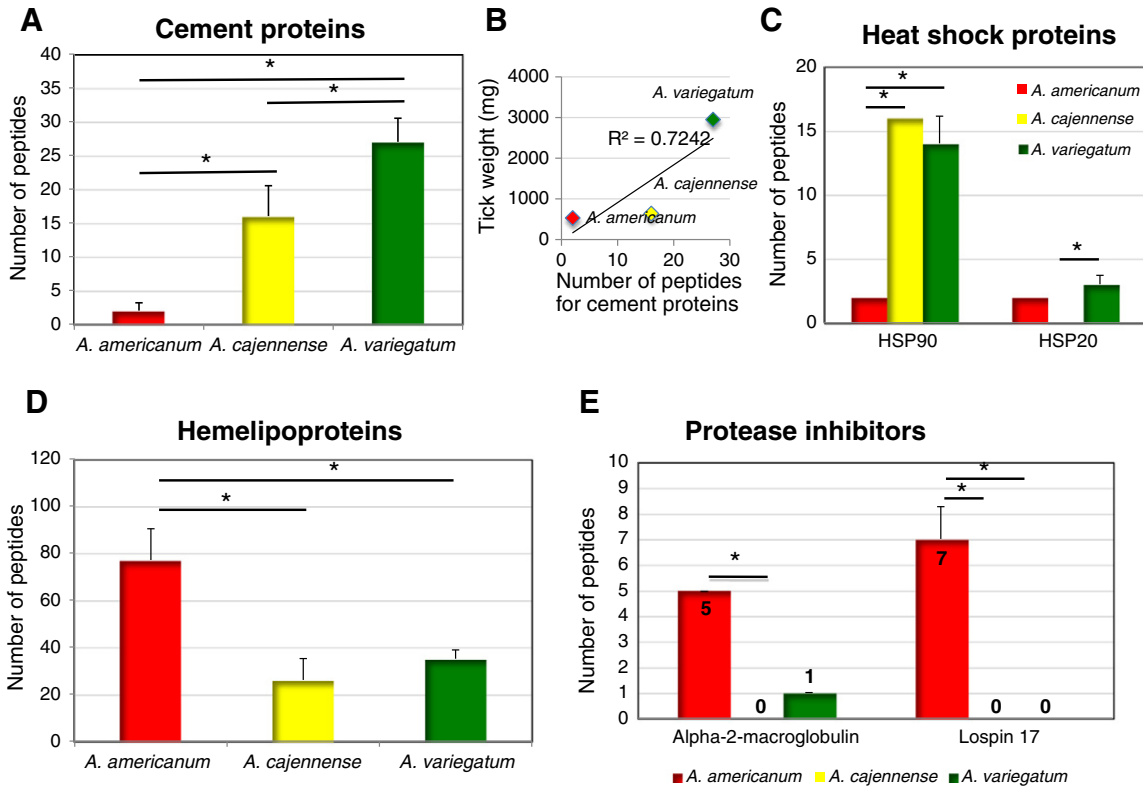 A
Cement proteins
Number of peptides
40
35
30
25
20
15
10
5
0
*
*
*
A. americanum
A. cajennense
A. variegatum
B
Tick weight (mg)
4000
3000
2000
1000
0
A. variegatum
R² = 0.7242
A. cajennense
A. americanum
0
10
20
30
Number of peptides
for cement proteins
C
Heat shock proteins
Number of peptides
20
15
10
5
0
*
*
*
A. americanum
A. cajennense
A. variegatum
HSP90
HSP20
D
Hemelipoproteins
Number of peptides
120
100
80
60
40
20
0
*
*
A. americanum
A. cajennense
A. variegatum
E
Protease inhibitors
Number of peptides
10
9
8
7
6
5
4
3
2
1
0
*
*
*
5
0
1
7
0
0
Alpha-2-macroglobulin
Lospin 17
A. americanum
A. cajennense
A. variegatum